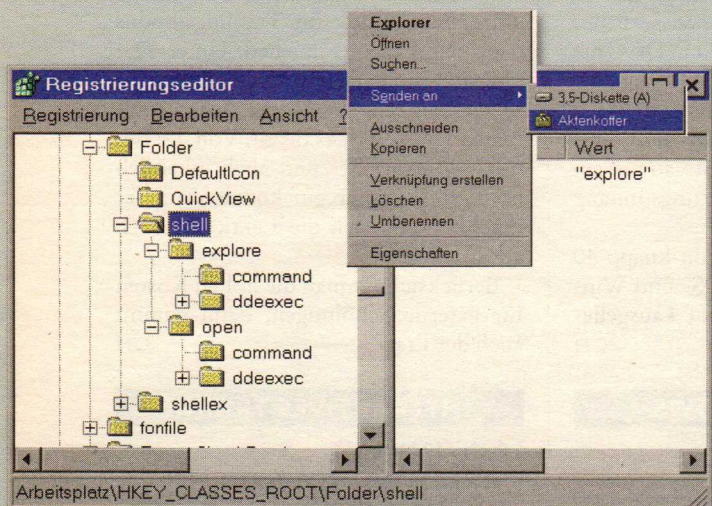 Explorer
Öffnen
Suchen...
Senden an
3,5-Diskette (A)
Aktenkoffer
Ausschneiden
Kopieren
Verknüpfung erstellen
Löschen
Umbenennen
Eigenschaften
Registrierungseditor
Registrierung Bearbeiten Ansicht ?
Wert
Folder
"explore"
DefaultIcon
QuickView
shell
explore
command
ddeexec
open
command
ddeexec
shellex
fonfile
Arbeitsplatz\HKEY_CLASSES_ROOT\Folder\shell